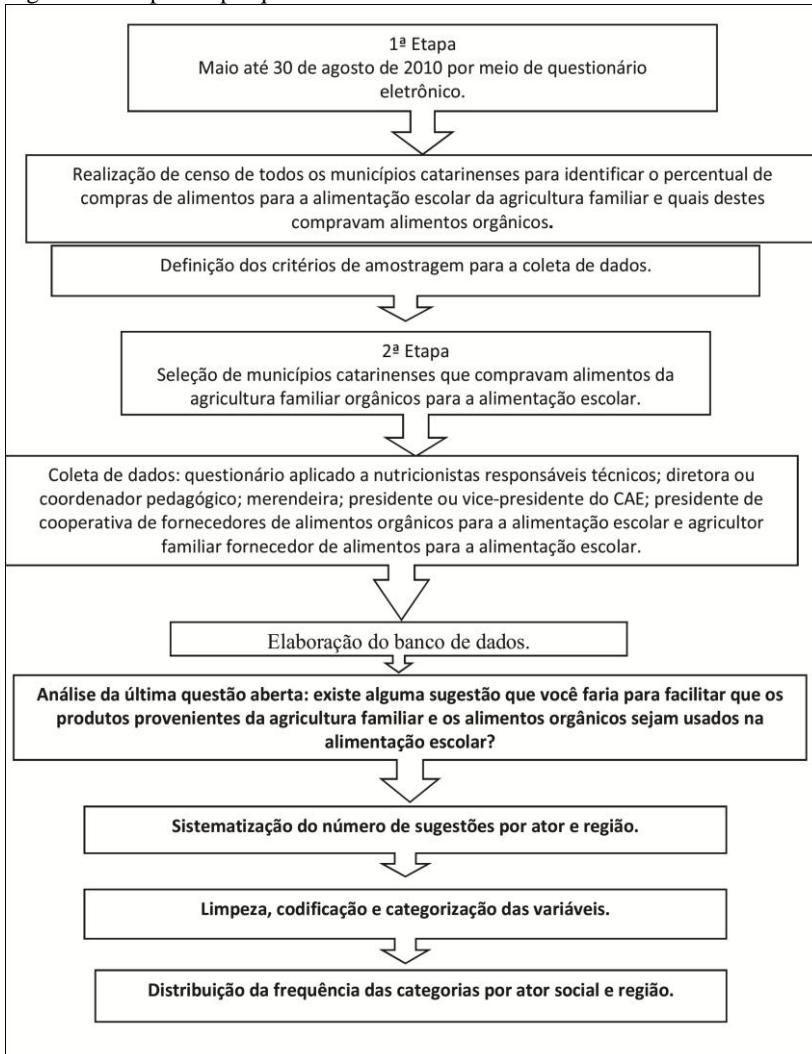 1ª Etapa
Maio até 30 de agosto de 2010 por meio de questionário
eletrônico.
Realização de censo de todos os municípios catarinenses para identificar o percentual de
compras de alimentos para a alimentação escolar da agricultura familiar e quais destes
compravam alimentos orgânicos.
Definição dos critérios de amostragem para a coleta de dados.
2ª Etapa
Seleção de municípios catarinenses que compravam alimentos da
agricultura familiar orgânicos para a alimentação escolar.
Coleta de dados: questionário aplicado a nutricionistas responsáveis técnicos; diretora ou
coordenador pedagógico; merendeira; presidente ou vice-presidente do CAE; presidente de
cooperativa de fornecedores de alimentos orgânicos para a alimentação escolar e agricultor
familiar fornecedor de alimentos para a alimentação escolar.
Elaboração do banco de dados.
Análise da última questão aberta: existe alguma sugestão que você faria para facilitar que os
produtos provenientes da agricultura familiar e os alimentos orgânicos sejam usados na
alimentação escolar?
Sistematização do número de sugestões por ator e região.
Limpeza, codificação e categorização das variáveis.
Distribuição da frequência das categorias por ator social e região.